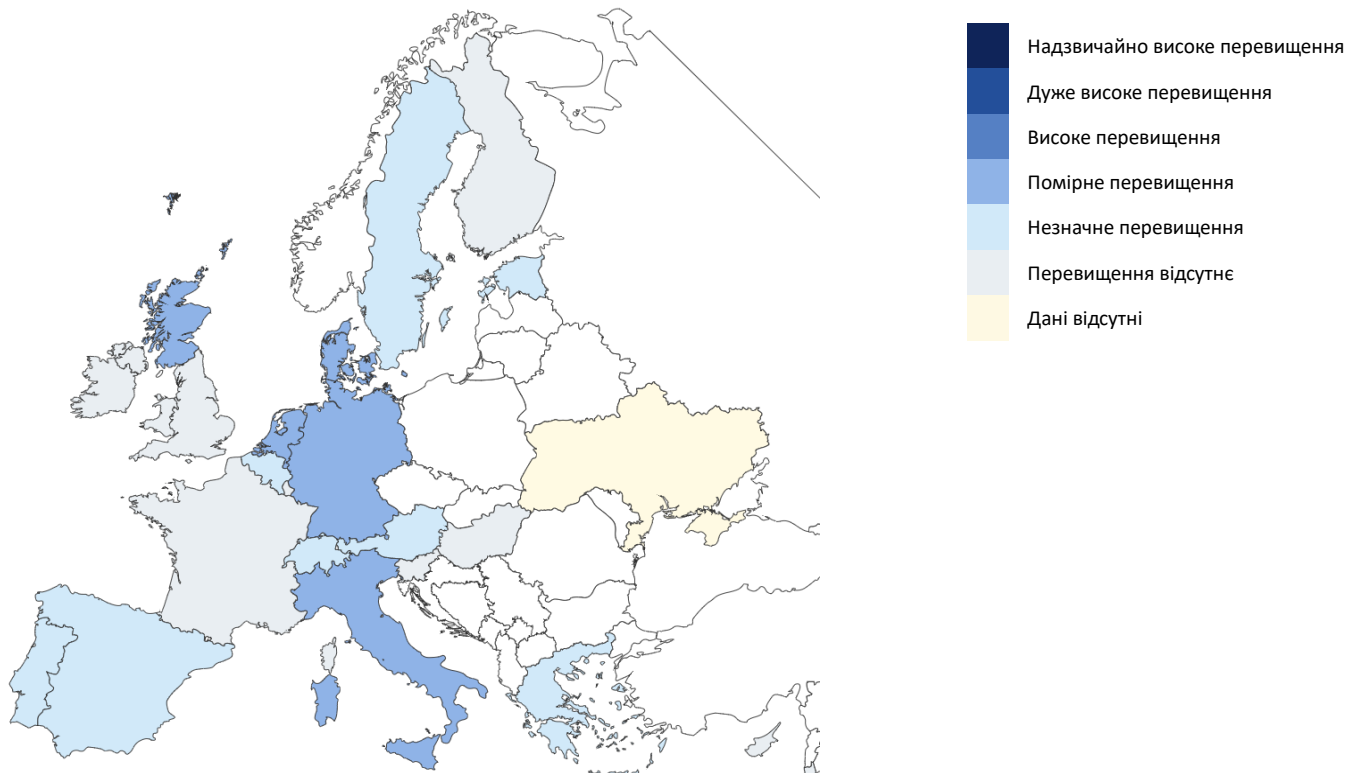 Надзвичайно високе перевищення
Дуже високе перевищення
Високе перевищення
Помірне перевищення
Незначне перевищення
Перевищення відсутнє
Дані відсутні